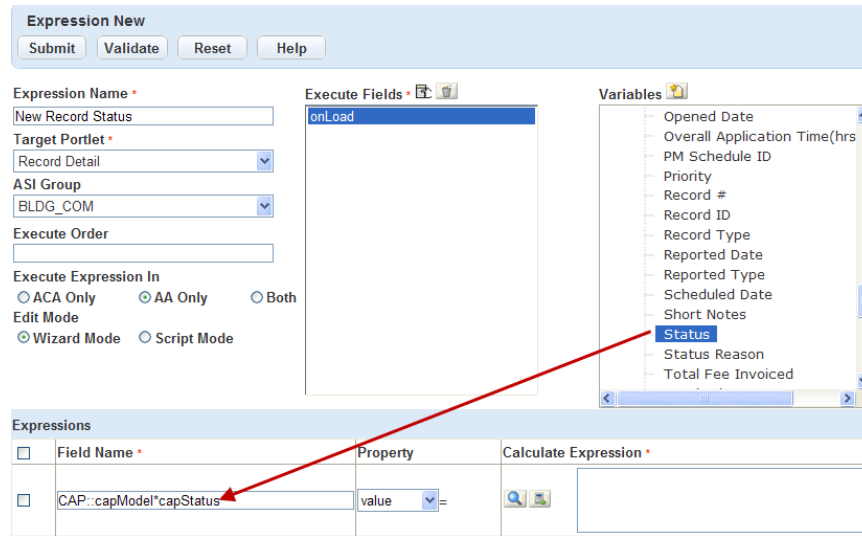 Expression New
Submit Validate Reset Help
Expression Name *
New Record Status
Target Portlet *
Record Detail
ASI Group
BLDG_COM
Execute Order
Execute Expression In
ACA Only AA Only Both
Edit Mode
Wizard Mode Script Mode
Execute Fields *
onLoad
Variables
Opened Date
Overall Application Time(hrs
PM Schedule ID
Priority
Record #
Record ID
Record Type
Reported Date
Reported Type
Scheduled Date
Short Notes
Status
Status Reason
Total Fee Invoiced
Expressions
Field Name * Property Calculate Expression *
CAP::capModel*capStatus value =